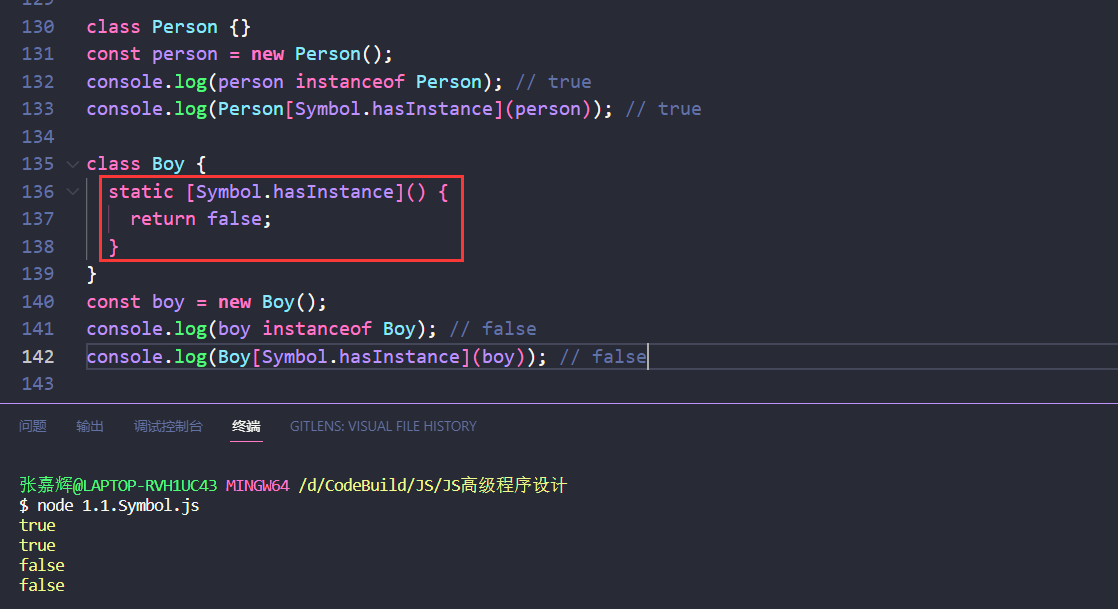 129
130 class Person {}
131 const person = new Person();
132 console.log(person instanceof Person); // true
133 console.log(Person[Symbol.hasInstance](person)); // true
134
135 class Boy {
136 static [Symbol.hasInstance]() {
137 return false;
138 }
139 }
140 const boy = new Boy();
141 console.log(boy instanceof Boy); // false
142 console.log(Boy[Symbol.hasInstance](boy)); // false
143
问题 输出 调试控制台 终端 GITLENS: VISUAL FILE HISTORY
张嘉辉@LAPTOP-RVH1UC43 MINGW64 /d/CodeBuild/JS/JS高级程序设计
$ node 1.1.Symbol.js
true
true
false
false